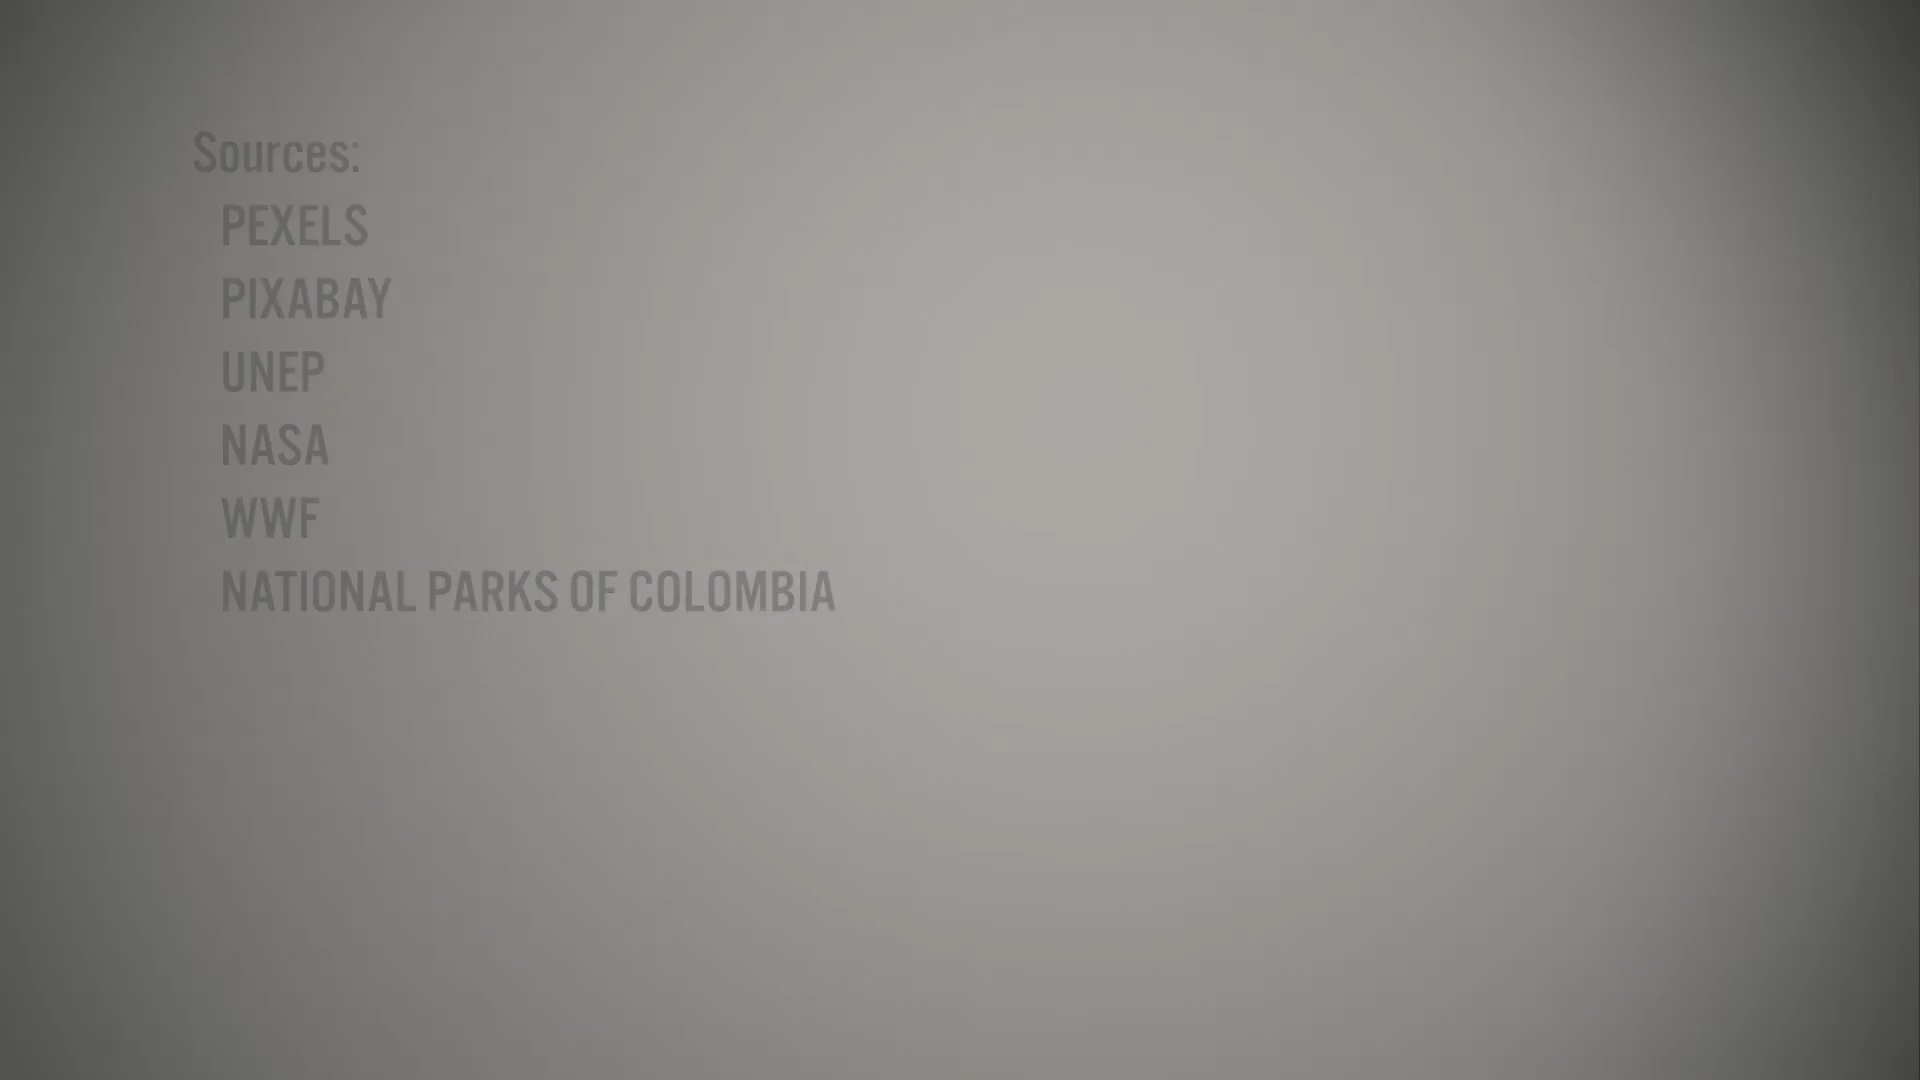 Sources:
PEXELS
PIXABAY
UNEP
NASA
WWF
NATIONAL PARKS OF COLOMBIA